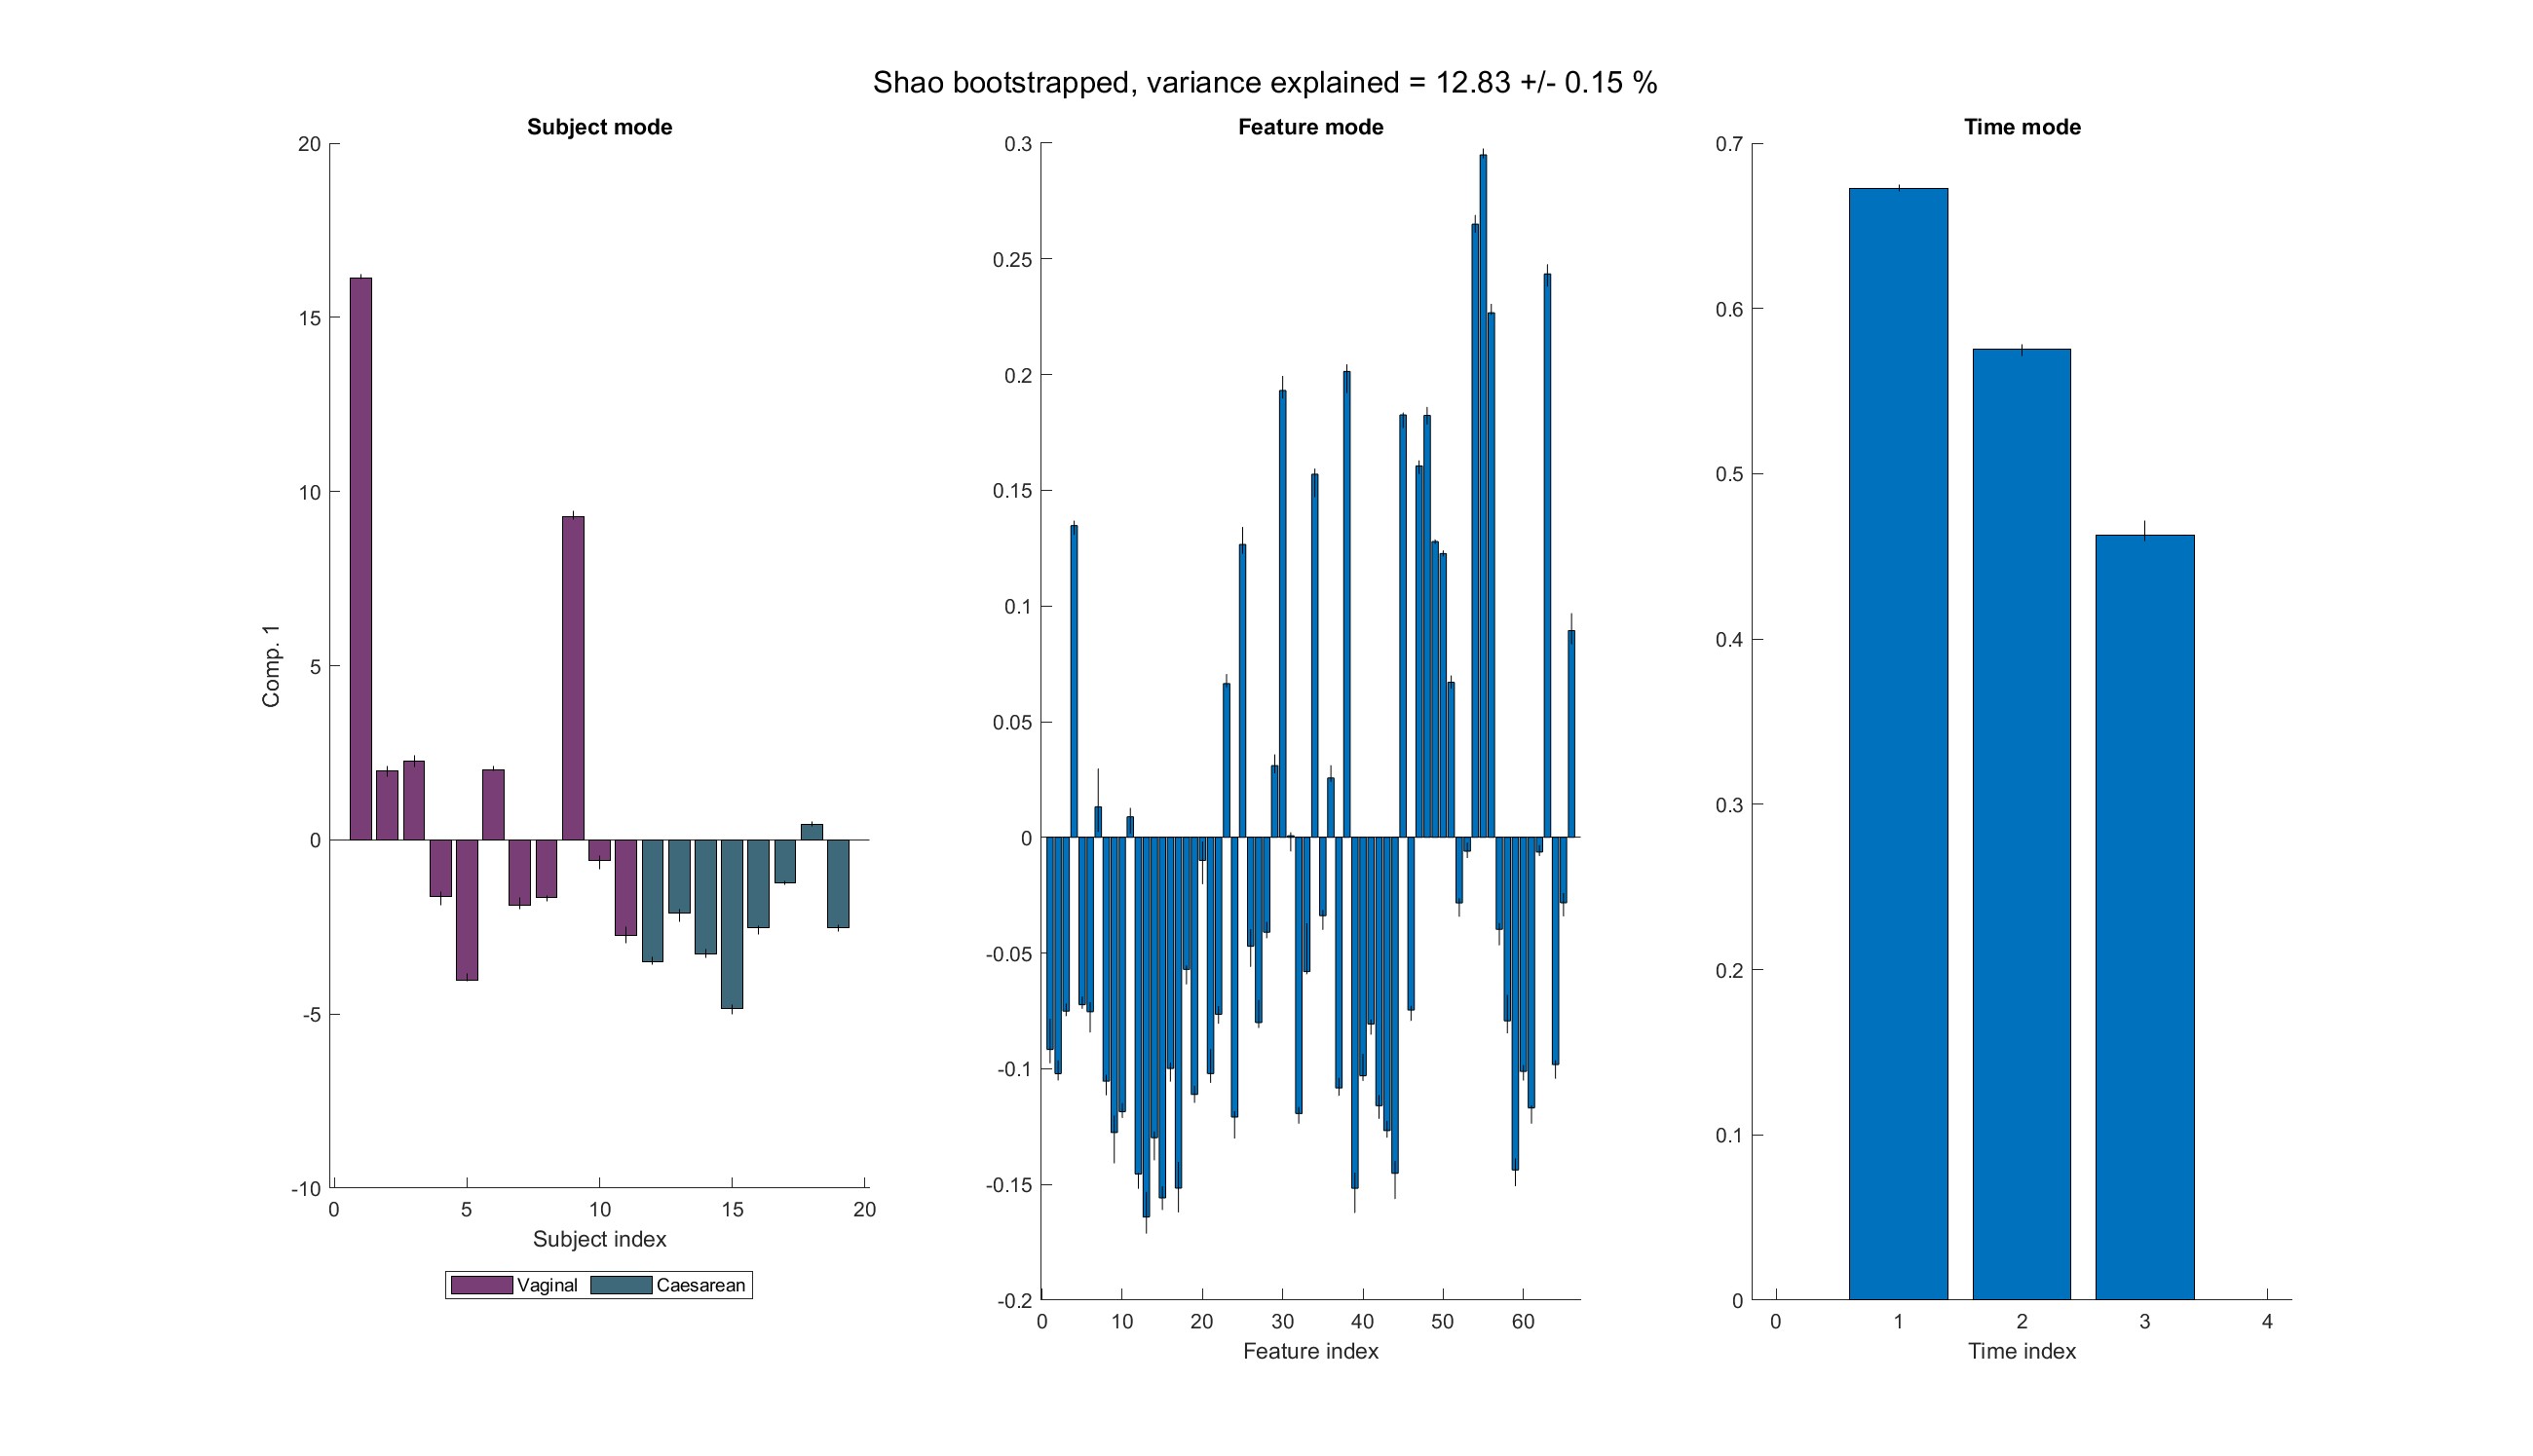 Shao bootstrapped, variance explained = 12.83 +/- 0.15 %
Subject mode
20
15
10
5
0
-5
-10
Comp. 1
0 5 10 15 20
Subject index
Vaginal Caesarean
Feature mode
0.3
0.25
0.2
0.15
0.1
0.05
0
-0.05
-0.1
-0.15
-0.2
0 10 20 30 40 50 60
Feature index
Time mode
0.7
0.6
0.5
0.4
0.3
0.2
0.1
0
0 1 2 3 4
Time index